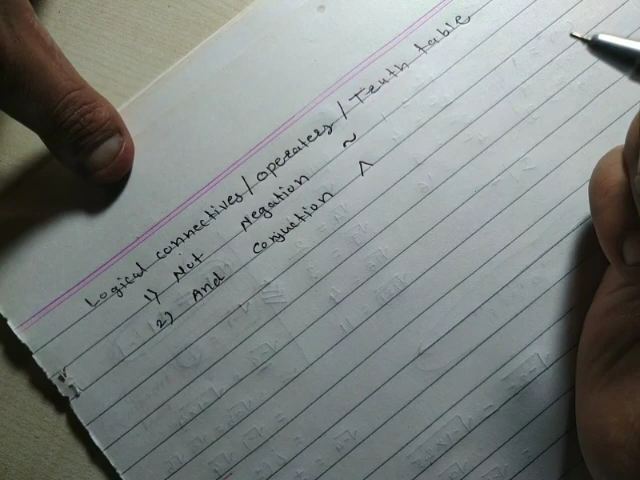 Logical connectives/operators/Truth table
1) Not Negation ~
2) And Conjuction ^